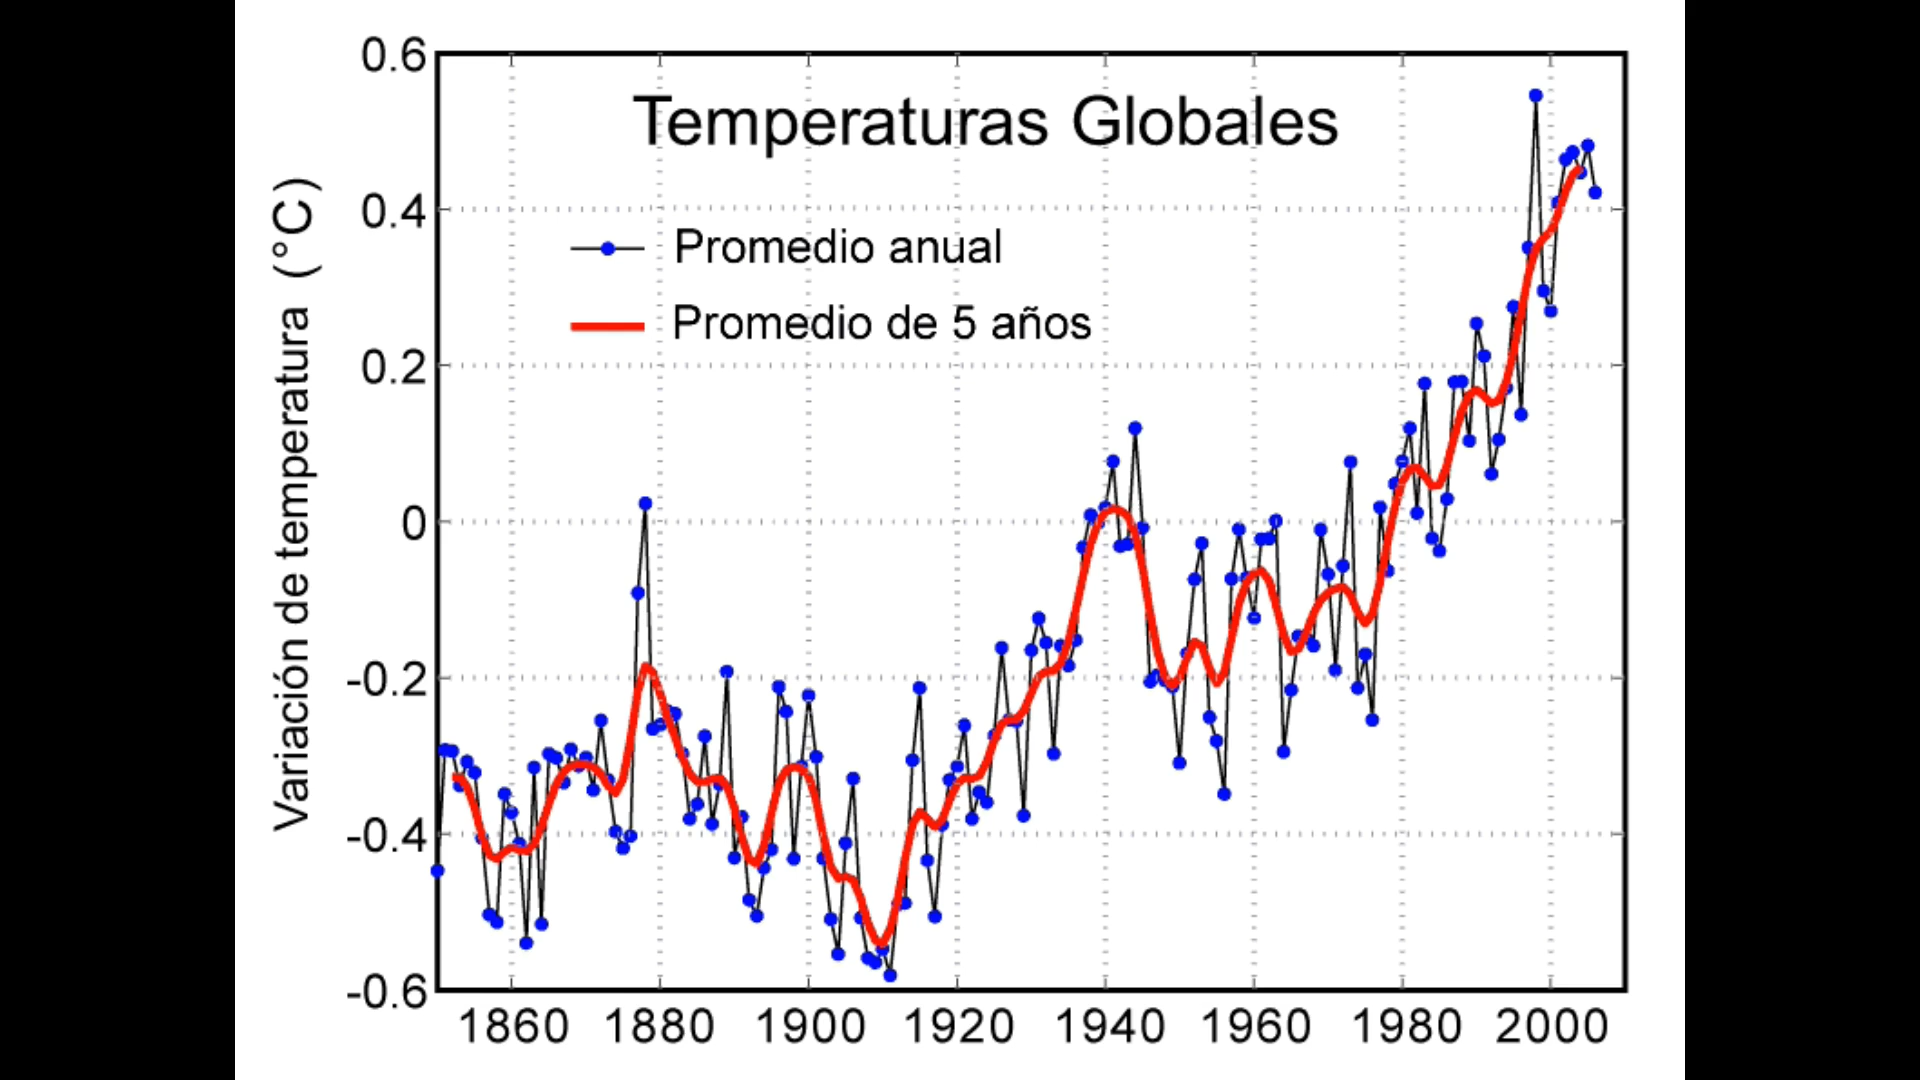 Temperaturas Globales
Promedio anual
Promedio de 5 años
Variación de temperatura (°C)
0.6
0.4
0.2
0
-0.2
-0.4
-0.6
1860 1880 1900 1920 1940 1960 1980 2000